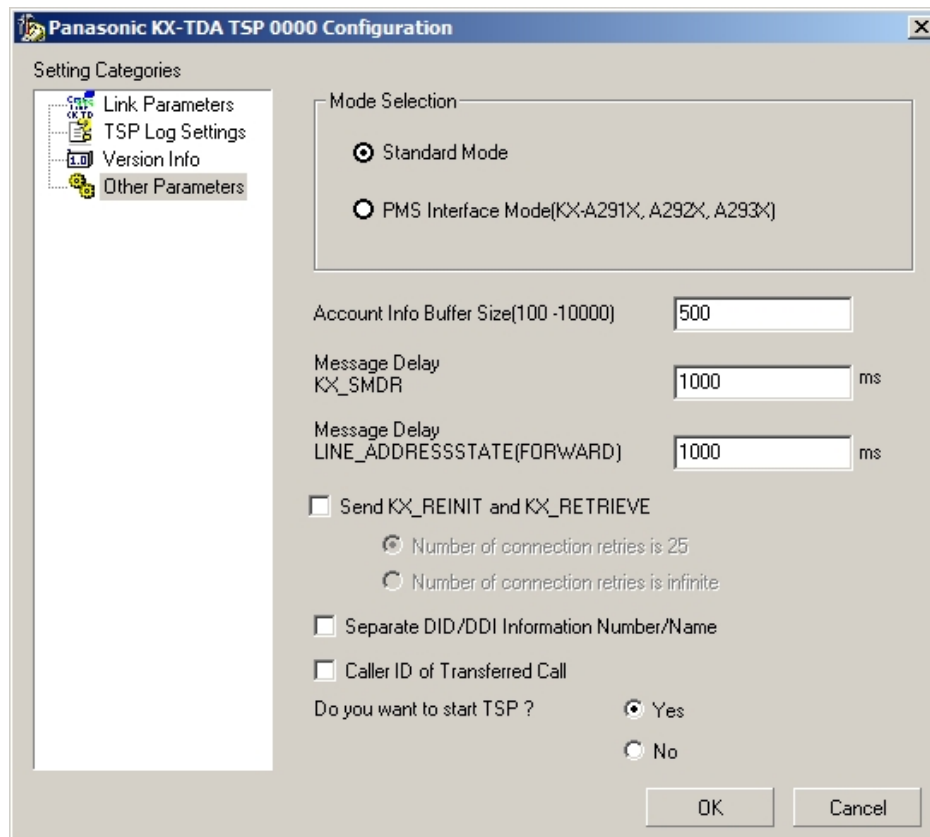 Panasonic KX-TDA TSP 0000 Configuration
Setting Categories
Link Parameters
TSP Log Settings
1.0
Version Info
Other Parameters
Mode Selection
Standard Mode
PMS Interface Mode(KX-A291X, A292X, A293X)
Account Info Buffer Size(100 -10000)
500
Message Delay
KX_SMDR
1000
ms
Message Delay
LINE_ADDRESSSTATE(FORWARD)
1000
ms
Send KX_REINIT and KX_RETRIEVE
Number of connection retries is 25
Number of connection retries is infinite
Separate DID/DDI Information Number/Name
Caller ID of Transferred Call
Do you want to start TSP ?
Yes
No
OK
Cancel